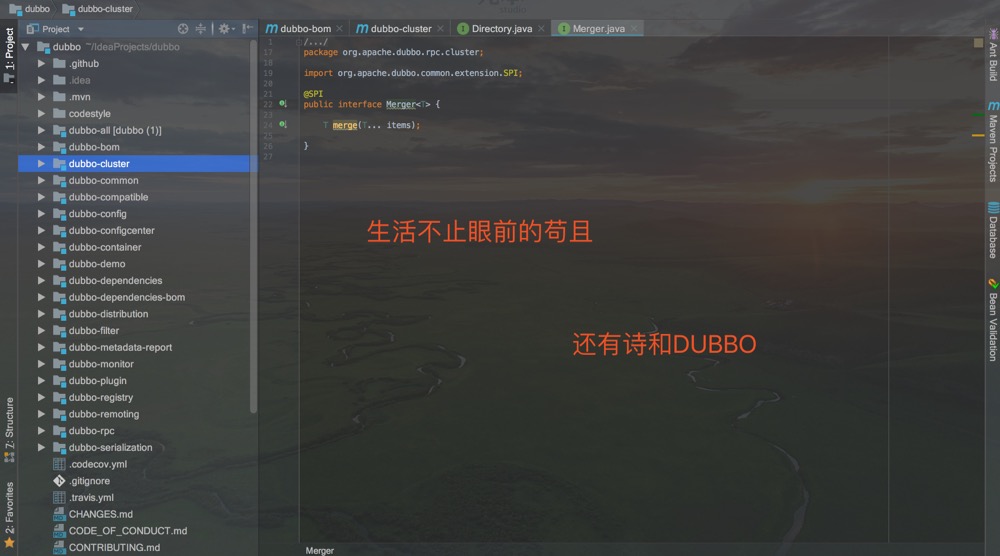 dubbo dubbo-cluster
Project
dubbo-bom dubbo-cluster Directory.java Merger.java
1: Project
7: Structure
2: Favorites
dubbo ~/IdeaProjects/dubbo
.github
.idea
.mvn
codestyle
dubbo-all [dubbo (1)]
dubbo-bom
dubbo-cluster
dubbo-common
dubbo-compatible
dubbo-config
dubbo-configcenter
dubbo-container
dubbo-demo
dubbo-dependencies
dubbo-dependencies-bom
dubbo-distribution
dubbo-filter
dubbo-metadata-report
dubbo-monitor
dubbo-plugin
dubbo-registry
dubbo-remoting
dubbo-rpc
dubbo-serialization
.codecov.yml
.gitignore
.travis.yml
CHANGES.md
CODE_OF_CONDUCT.md
CONTRIBUTING.md
1 /.../
17 package org.apache.dubbo.rpc.cluster;
18
19 import org.apache.dubbo.common.extension.SPI;
20
21 @SPI
22 public interface Merger<T> {
23
24 T merge(T... items);
25
26 }
27
生活不止眼前的苟且
还有诗和DUBBO
Merger
Ant Build
Maven Projects
Database
Bean Validation